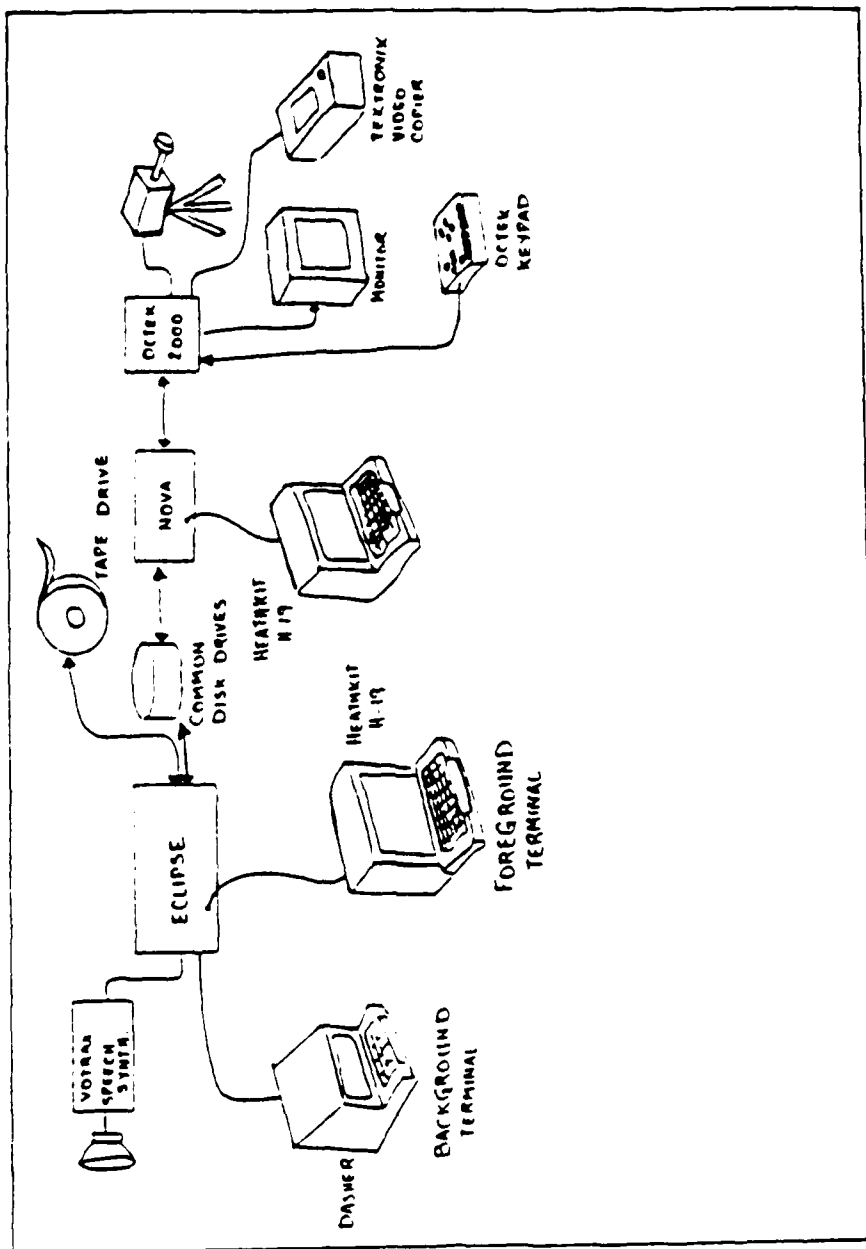 VOTRAX
SPEECH
SYNTH.
DASHER
BACKGROUND
TERMINAL
ECLIPSE
HEATHKIT
H-19
FOREGROUND
TERMINAL
TAPE DRIVE
COMMON
DISK DRIVES
NOVA
HEATHKIT
H-19
OCTEK
2000
MONITOR
TEKTRONIX
VIDEO
COPIER
OCTEK
KEYPAD